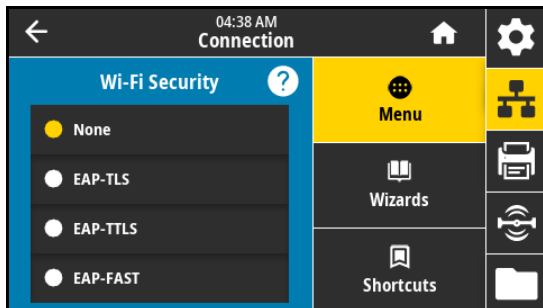 04:38 AM
Connection
Wi-Fi Security
?
None
EAP-TLS
EAP-TTLS
EAP-FAST
Menu
Wizards
Shortcuts